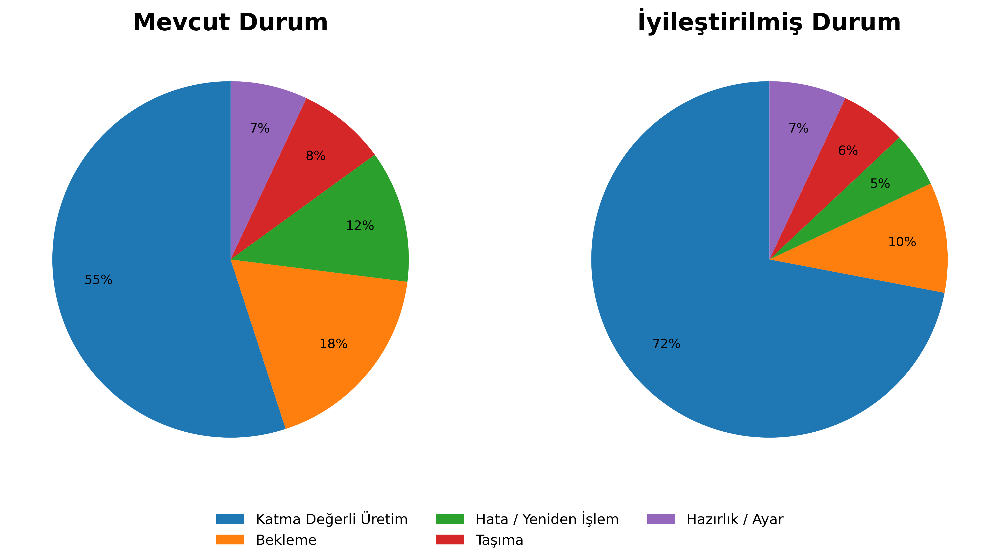 Mevcut Durum
7%
8%
12%
55%
18%
İyileştirilmiş Durum
7%
6%
5%
10%
72%
Katma Değerli Üretim
Bekleme
Hata / Yeniden İşlem
Taşıma
Hazırlık / Ayar